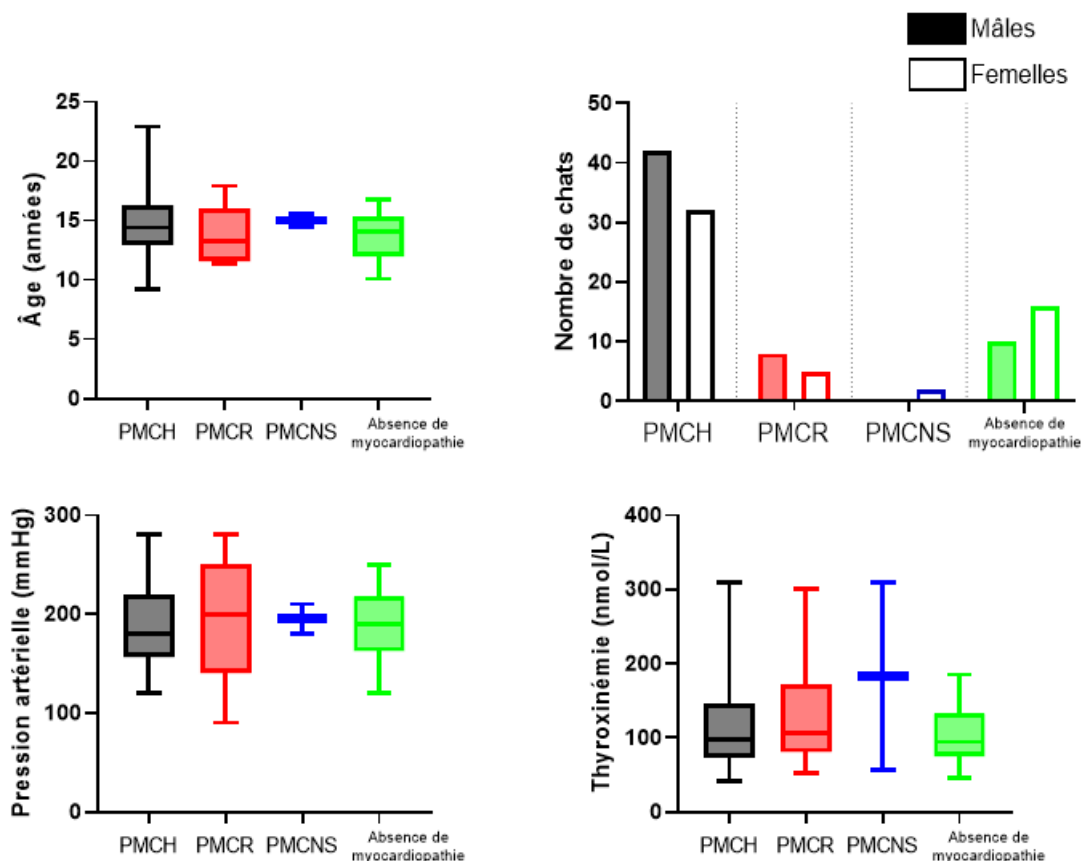 Mâles
Femelles
Âge (années)
25
20
15
10
5
0
PMCH
PMCR
PMCNS
Absence de
myocardiopathie
Nombre de chats
50
40
30
20
10
0
PMCH
PMCR
PMCNS
Absence de
myocardiopathie
Pression artérielle (mmHg)
300
200
100
0
PMCH
PMCR
PMCNS
Absence de
myocardiopathie
Thyroxinémie (nmol/L)
400
300
200
100
0
PMCH
PMCR
PMCNS
Absence de
myocardiopathie